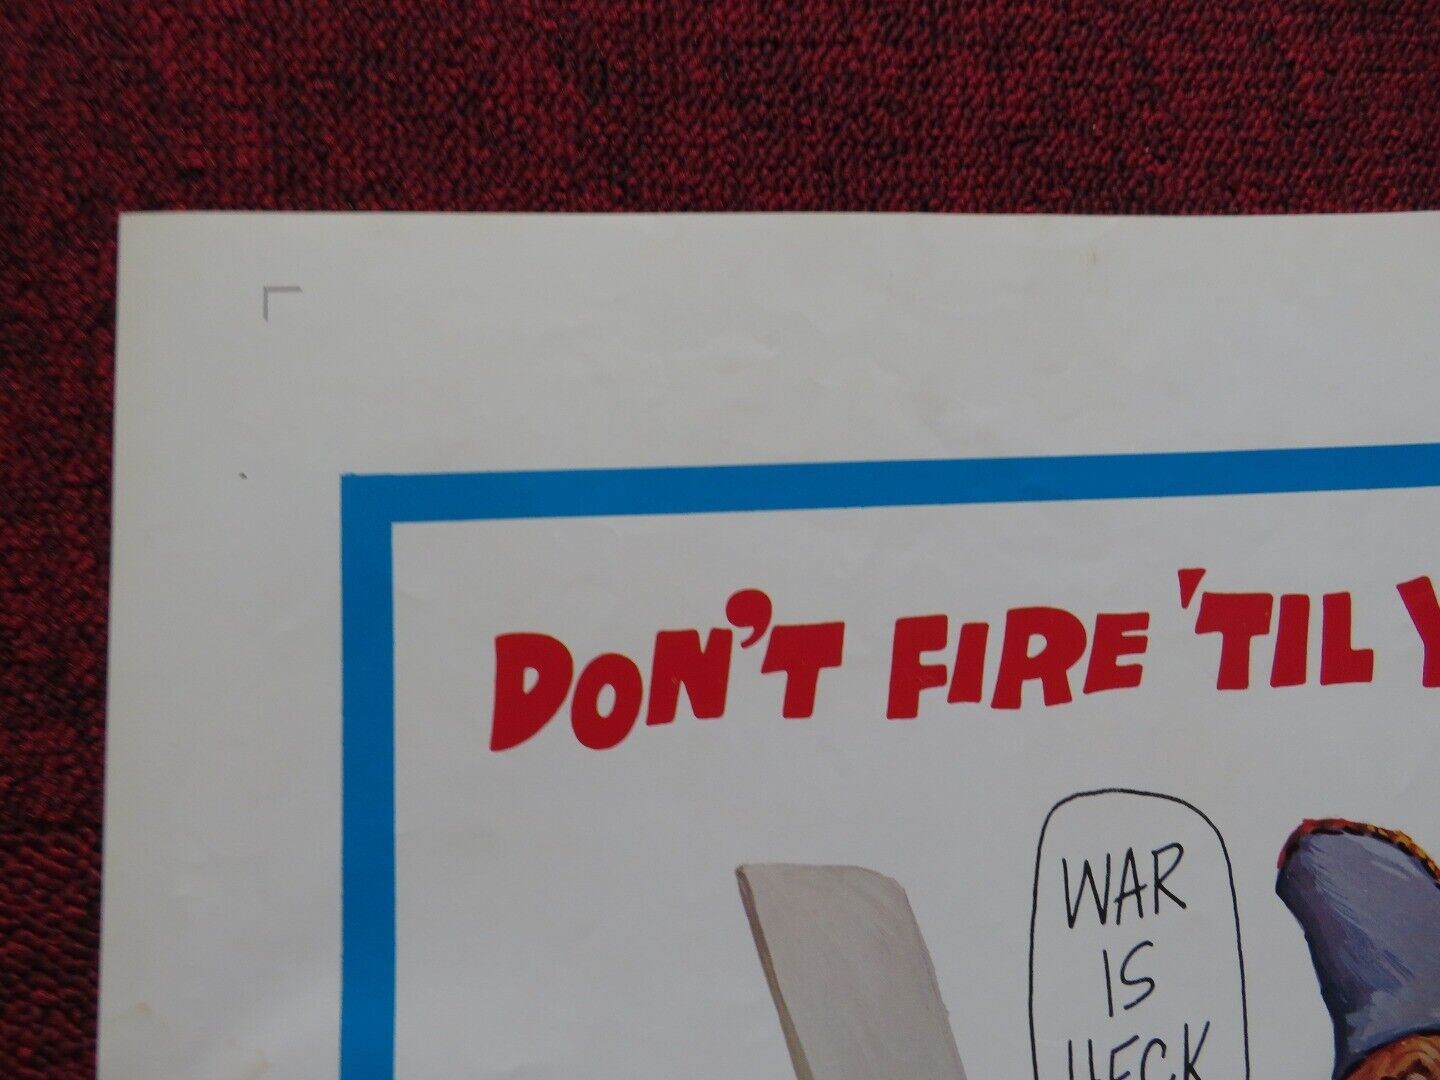 DON'T FIRE 'TIL
WAR
IS
HECK